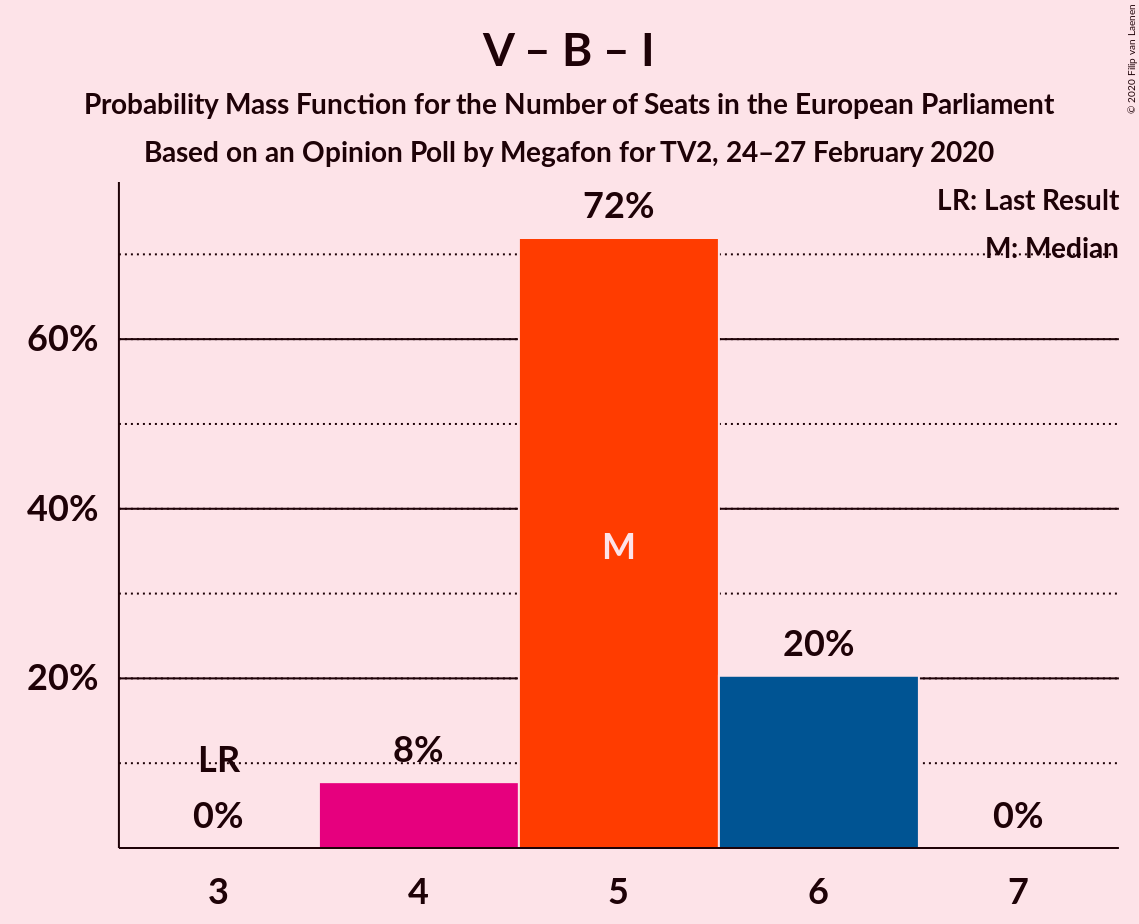 V – B – I
Probability Mass Function for the Number of Seats in the European Parliament
Based on an Opinion Poll by Megafon for TV2, 24–27 February 2020
© 2020 Filip van Laenen
LR: Last Result
M: Median
72%
60%
40%
M
20%
20%
LR
8%
0%
0%
3 4 5 6 7